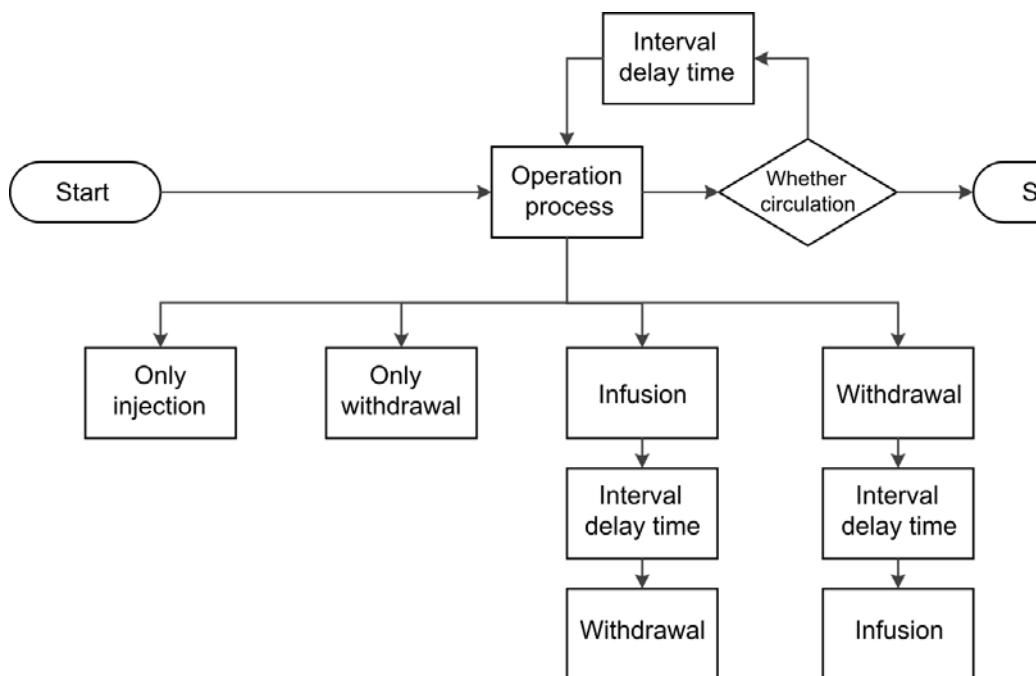 Interval
delay time
Start
Operation
process
Whether
circulation
Only
injection
Only
withdrawal
Infusion
Withdrawal
Interval
delay time
Interval
delay time
Withdrawal
Infusion